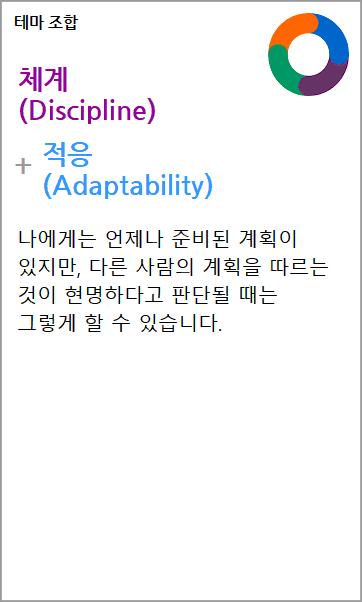 테마 조합
체계
(Discipline)
+ 적응
(Adaptability)
나에게는 언제나 준비된 계획이
있지만, 다른 사람의 계획을 따르는
것이 현명하다고 판단될 때는
그렇게 할 수 있습니다.